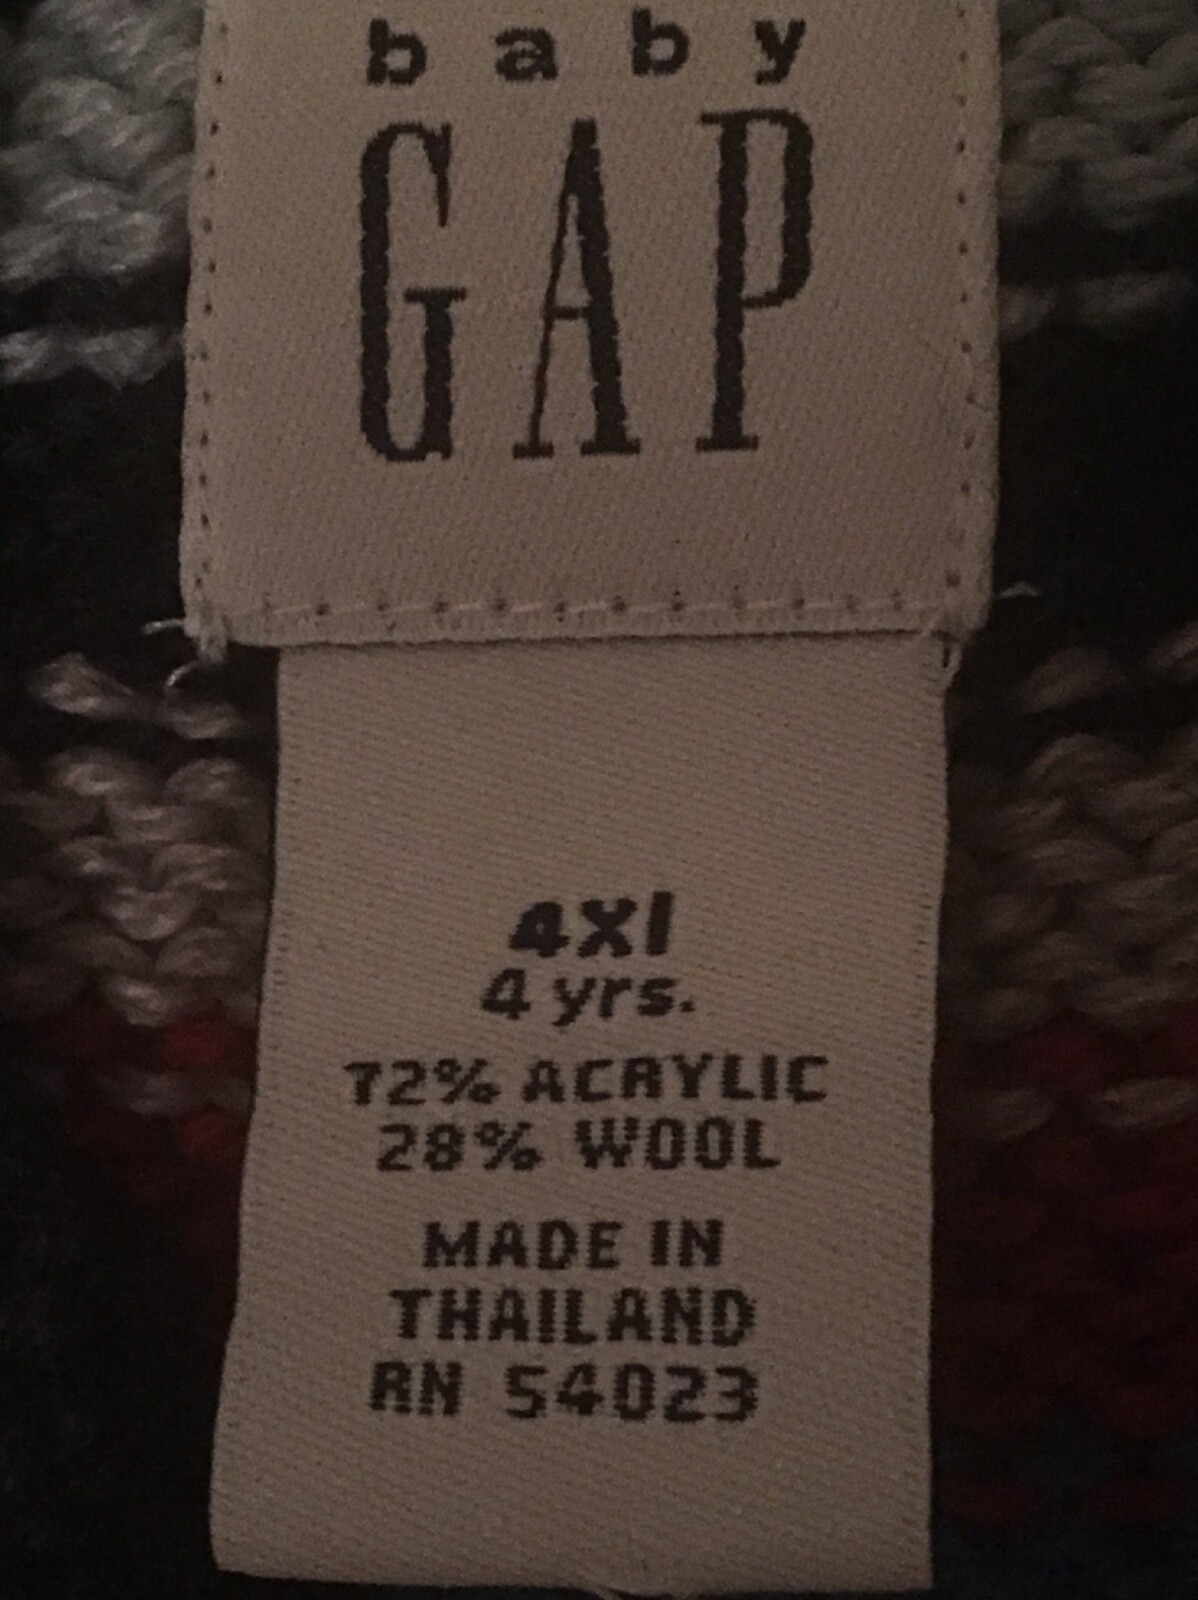 baby
GAP
4Xl
4 yrs.
72% ACRYLIC
28% WOOL
MADE IN
THAILAND
RN 54023